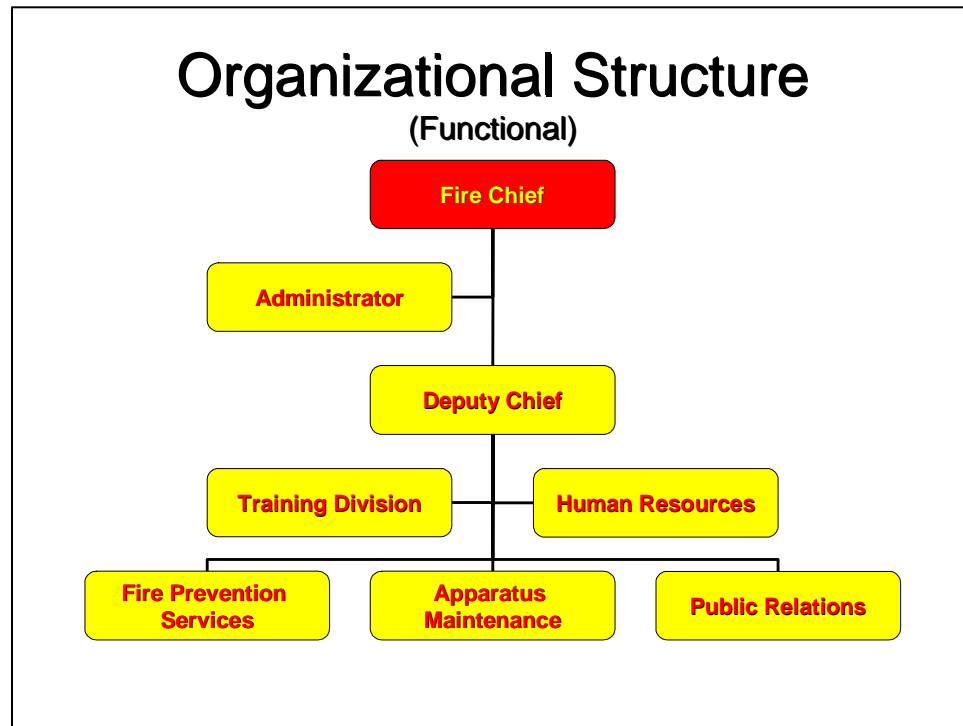 Organizational Structure
(Functional)
Fire Chief
Administrator
Deputy Chief
Training Division
Human Resources
Fire Prevention
Services
Apparatus
Maintenance
Public Relations